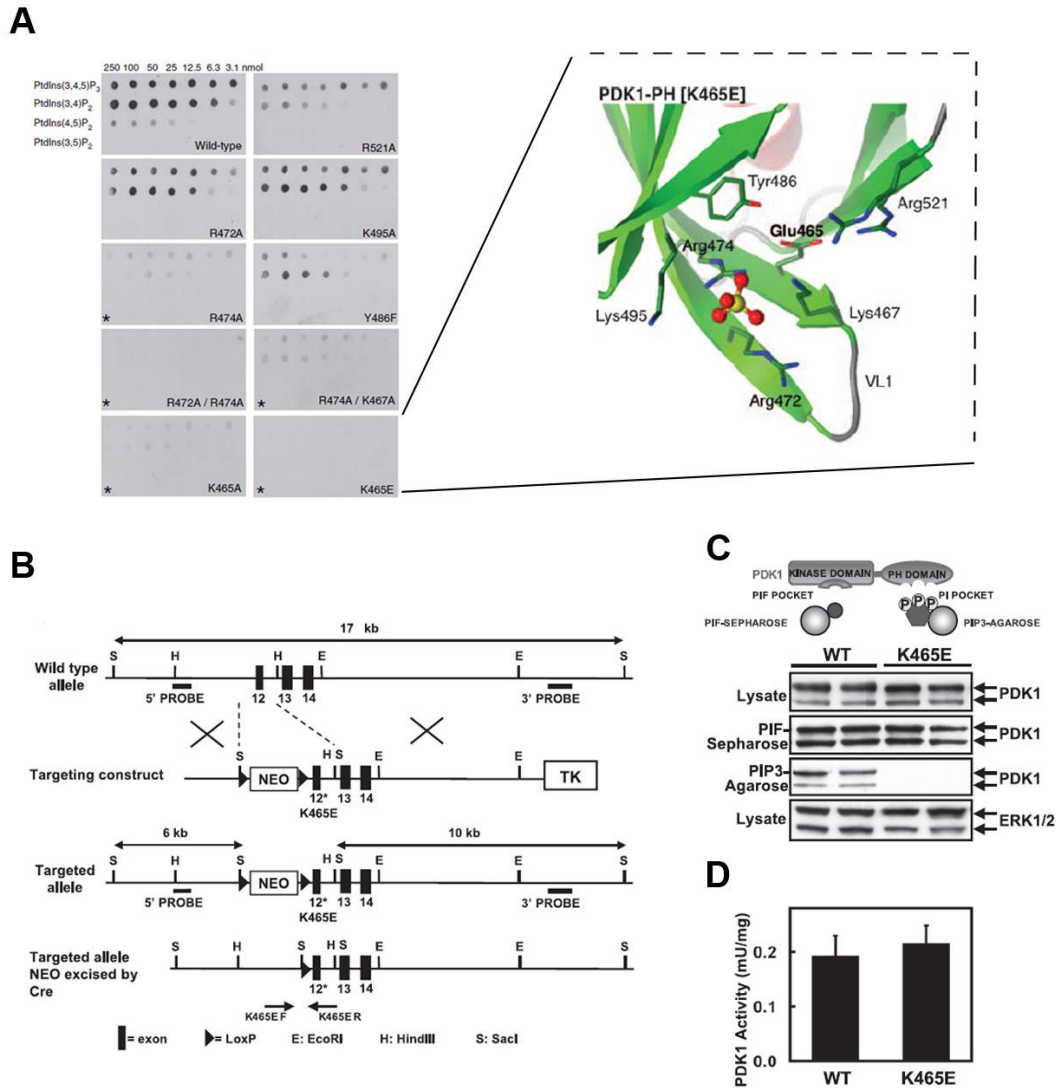 A
250 100 50 25 12.5 6.3 3.1 nmol
PtdIns(3,4,5)P3
PtdIns(3,4)P2
PtdIns(4,5)P2
PtdIns(3,5)P2
Wild-type
R521A
R472A
K495A
* R474A
Y486F
* R472A / R474A
* R474A / K467A
* K465A
* K465E
PDK1-PH [K465E]
Tyr486
Arg521
Glu465
Arg474
Lys495
Lys467
VL1
Arg472
B
17 kb
S H H E E S
Wild type
allele
5' PROBE 12 13 14 3' PROBE
S H S E E
Targeting construct
NEO
TK
12* 13 14
K465E
6 kb 10 kb
S H S H S E E S
Targeted
allele
NEO
5' PROBE 12* 13 14 3' PROBE
K465E
S H S H S E E S
Targeted allele
NEO excised by
Cre
12* 13 14
K465E F K465E R
= exon = LoxP E: EcoRI H: HindIII S: SacI
C
PDK1 KINASE DOMAIN PH DOMAIN
PIF POCKET P P P PI POCKET
PIF-SEPHAROSE PIP3-AGAROSE
WT K465E
Lysate PDK1
PIF-
Sepharose PDK1
PIP3-
Agarose PDK1
Lysate ERK1/2
D
PDK1 Activity (mU/mg)
0.2
0.1
0.0
WT K465E